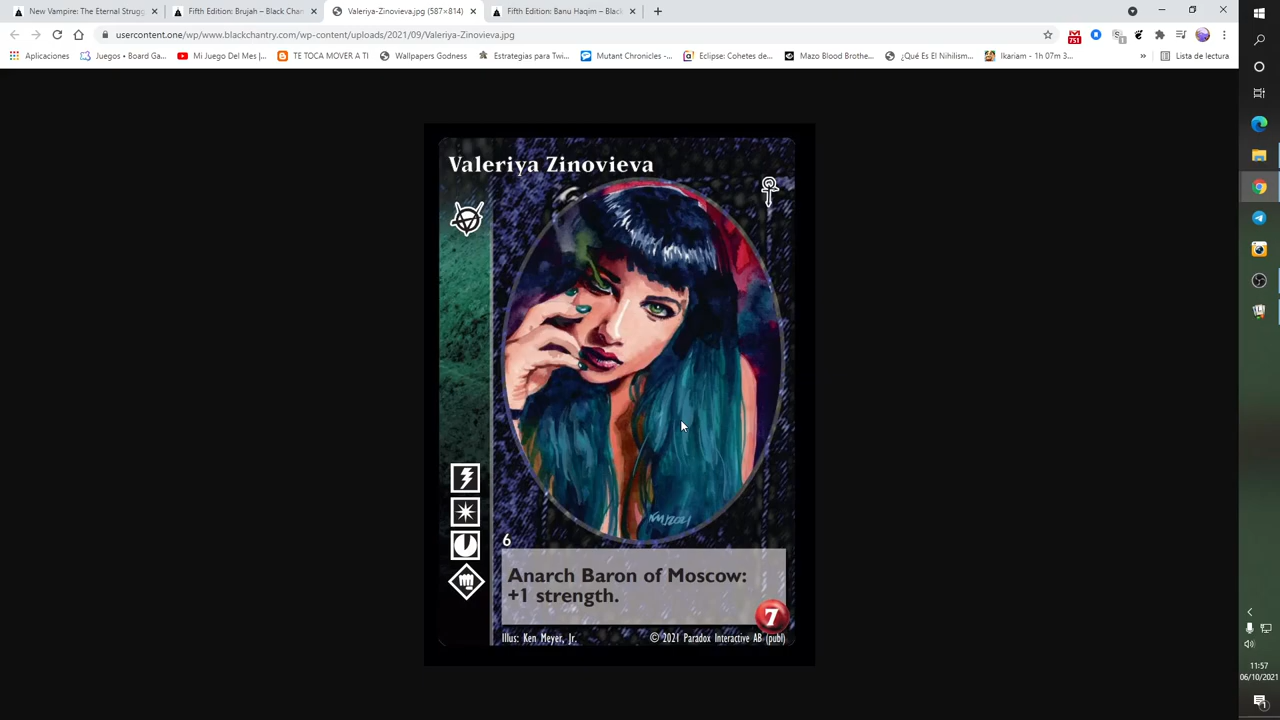 New Vampire: The Eternal Strugg
Fifth Edition: Brujah – Black Chan
Valeriya-Zinovieva.jpg (587×814)
Fifth Edition: Banu Haqim – Black
usercontent.one/wp/www.blackchantry.com/wp-content/uploads/2021/09/Valeriya-Zinovieva.jpg
751
Aplicaciones
Juegos • Board Ga...
Mi Juego Del Mes |...
TE TOCA MOVER A TI
Wallpapers Godness
Estrategias para Twi...
Mutant Chronicles -...
Eclipse: Cohetes de...
Mazo Blood Brothe...
¿Qué Es El Nihilism...
Ikariam - 1h 07m 3...
»
Lista de lectura
Valeriya Zinovieva
KMJ2021
6
Anarch Baron of Moscow:
+1 strength.
7
Illus: Ken Meyer, Jr.
© 2021 Paradox Interactive AB (publ)
11:57
06/10/2021